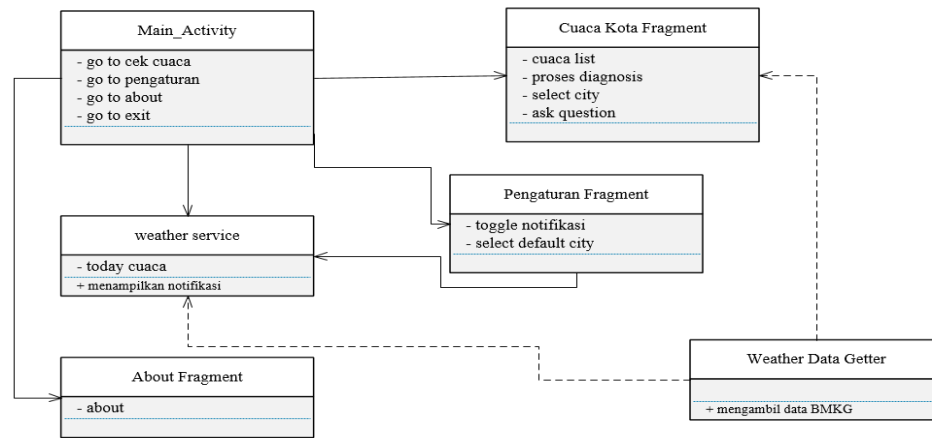 Main_Activity
- go to cek cuaca
- go to pengaturan
- go to about
- go to exit
Cuaca Kota Fragment
- cuaca list
- proses diagnosis
- select city
- ask question
Pengaturan Fragment
- toggle notifikasi
- select default city
weather service
- today cuaca
+ menampilkan notifikasi
Weather Data Getter
+ mengambil data BMKG
About Fragment
- about